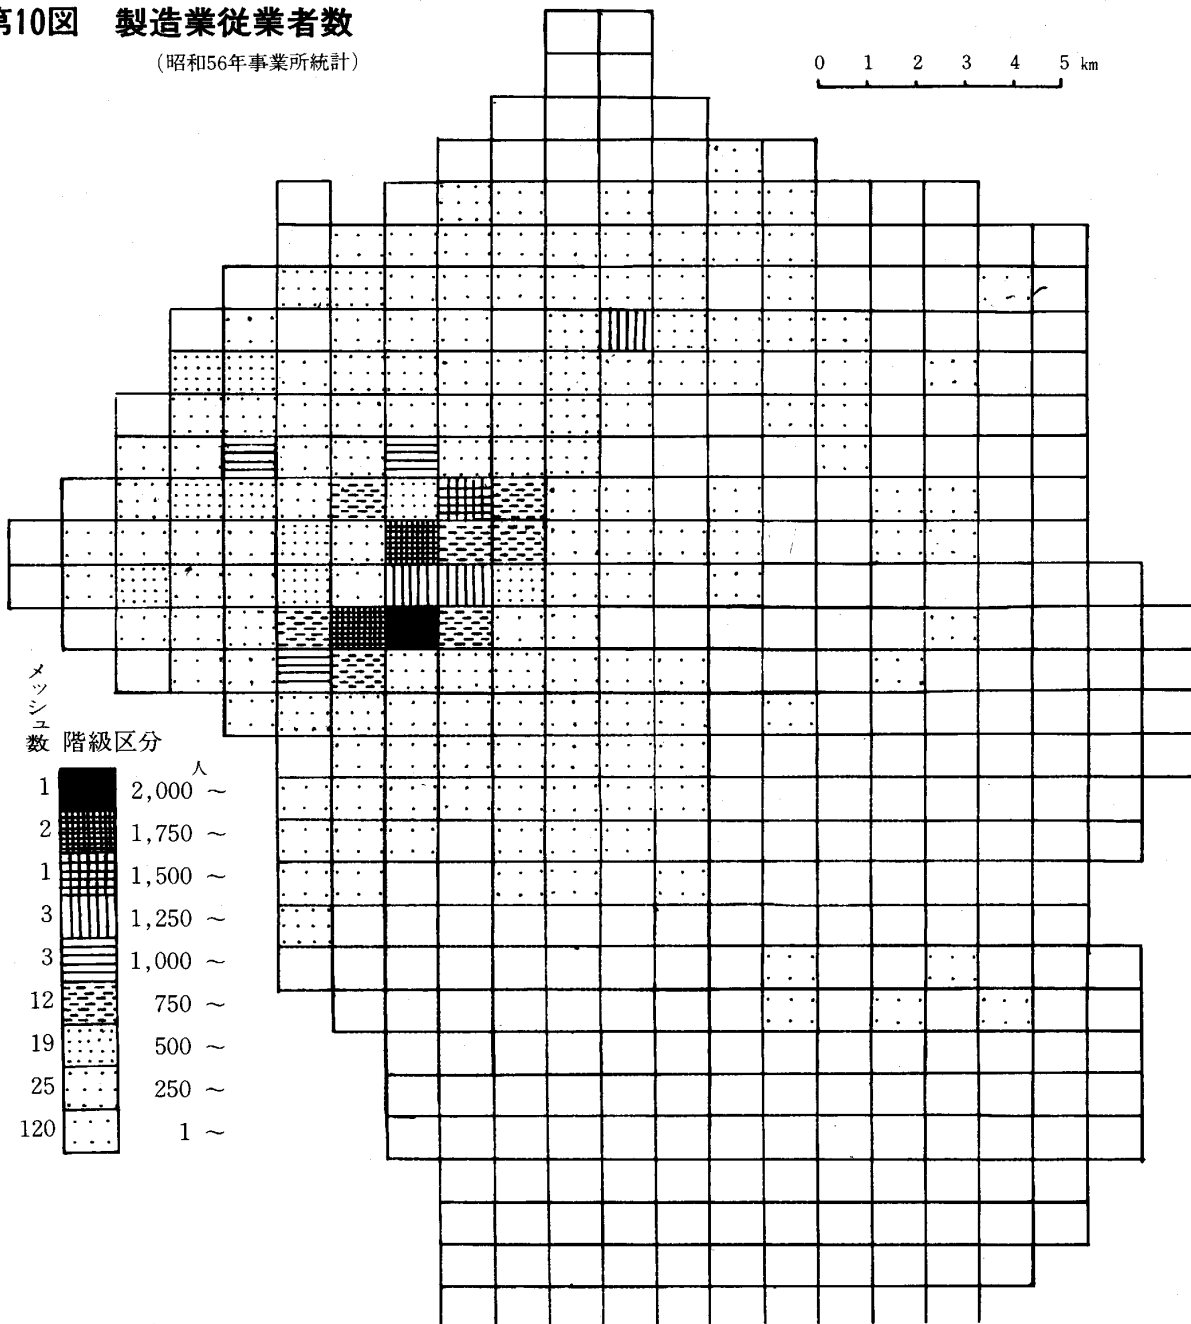 第10図 製造業従業者数
(昭和56年事業所統計)
0 1 2 3 4 5 km
メッシュ数 階級区分
人
1 2,000 ~
2 1,750 ~
1 1,500 ~
3 1,250 ~
3 1,000 ~
12 750 ~
19 500 ~
25 250 ~
120 1 ~